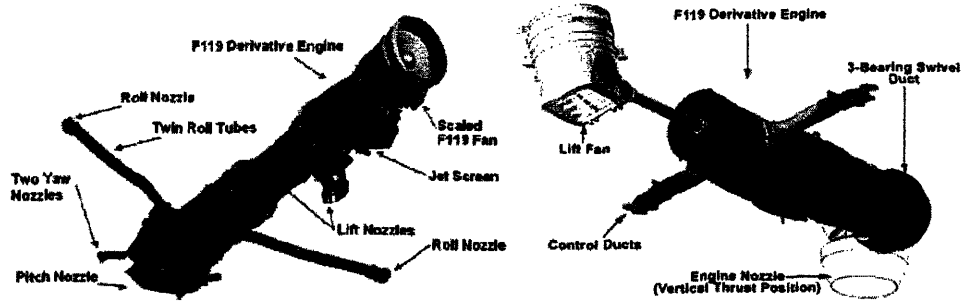 F119 Derivative Engine
Roll Nozzle
Twin Roll Tubes
Scaled
F119 Fan
Jet Screen
Two Yaw
Nozzles
Lift Nozzles
Roll Nozzle
Pitch Nozzle
F119 Derivative Engine
3-Bearing Swivel
Duct
Lift Fan
Control Ducts
Engine Nozzle
(Vertical Thrust Position)